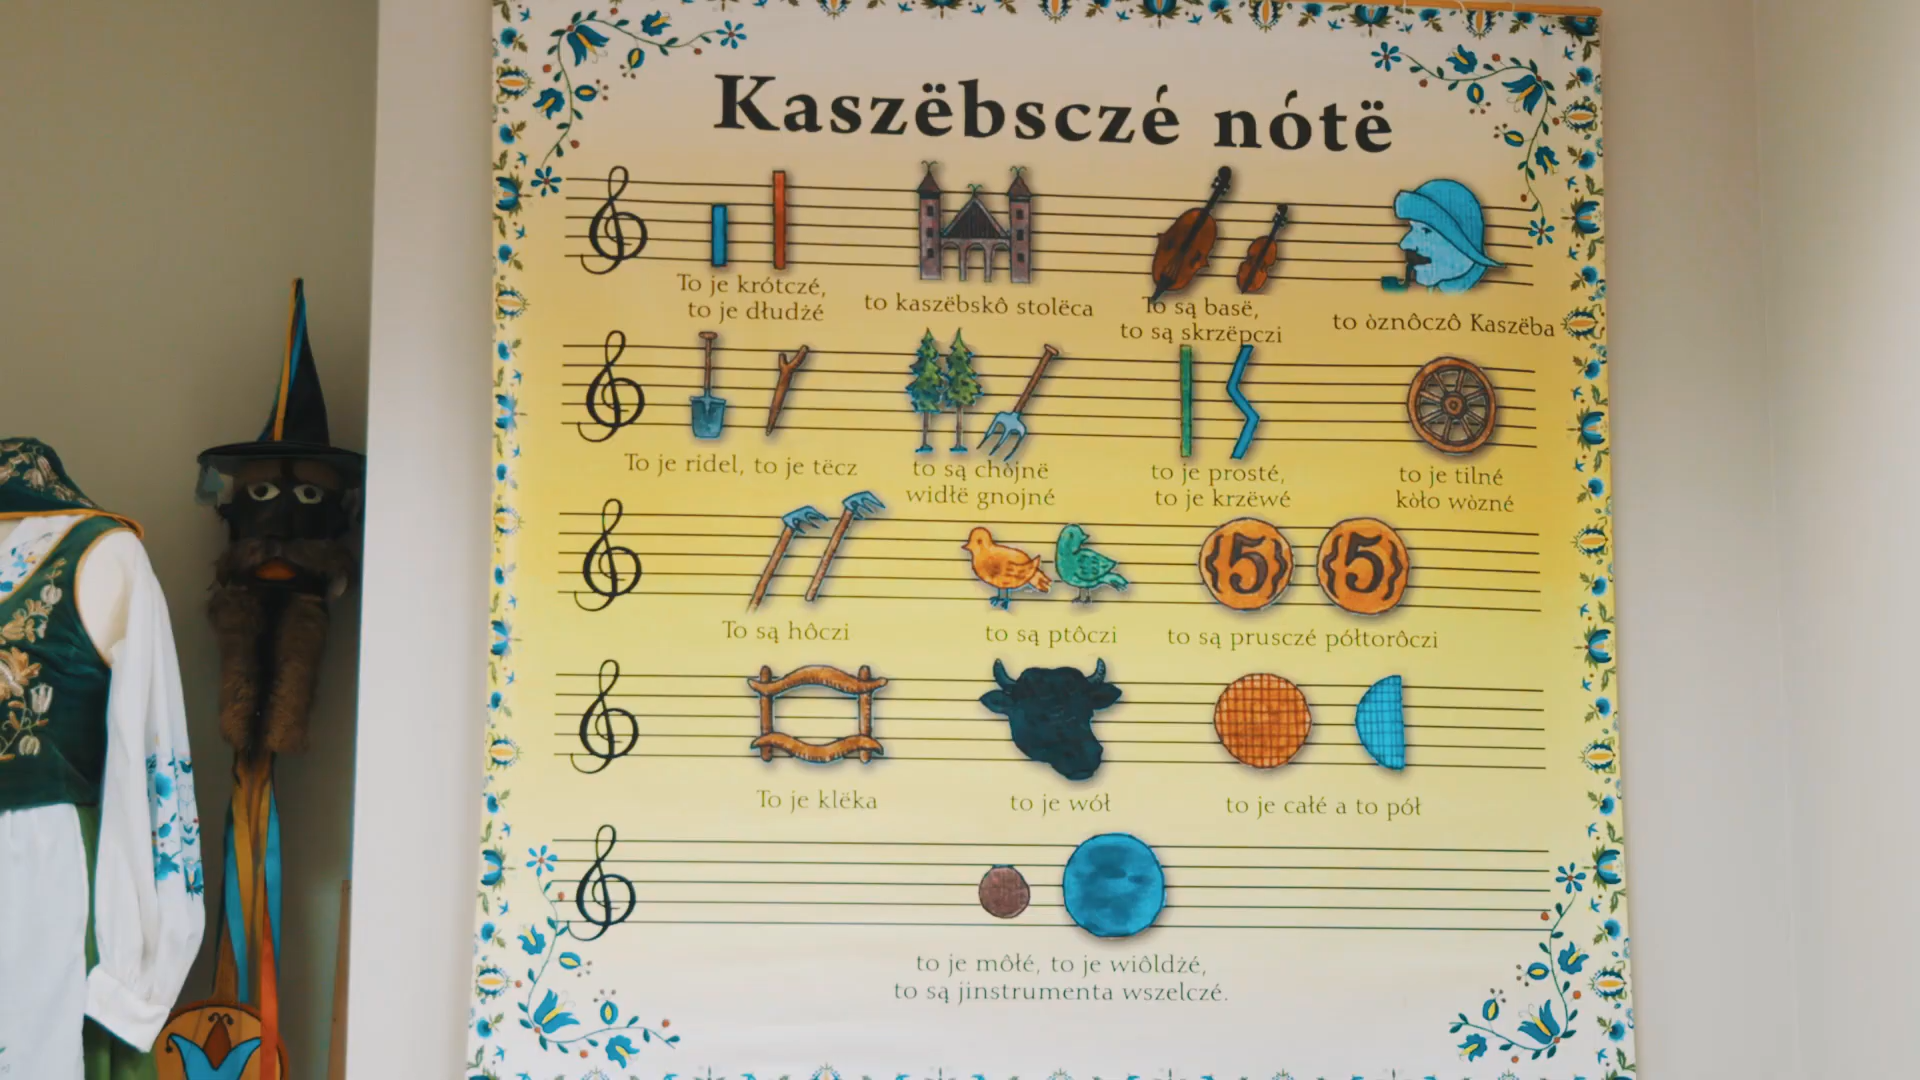 Kaszëbsczé nótë
To je krótczé,
to je dłudżé
to kaszëbskô stolëca
To są basë,
to są skrzëpczi
to òznôczô Kaszëba
To je ridel, to je tëcz
to są chòjnë
widłë gnojné
to je prosté,
to je krzëwé
to je tilné
kòło wòzné
To są hôczi
to są ptôczi
to są prusczé półtorôczi
{5} {5}
To je klëka
to je wół
to je całé a to pół
to je môłé, to je wiôldżé,
to są jinstrumenta wszelczé.